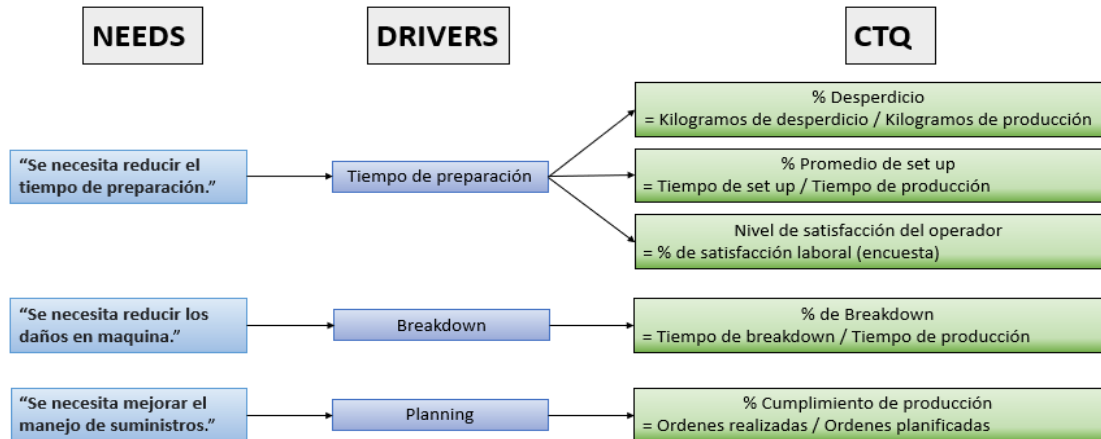 NEEDS
DRIVERS
CTQ
“Se necesita reducir el
tiempo de preparación.”
Tiempo de preparación
% Desperdicio
= Kilogramos de desperdicio / Kilogramos de producción
% Promedio de set up
= Tiempo de set up / Tiempo de producción
Nivel de satisfacción del operador
= % de satisfacción laboral (encuesta)
“Se necesita reducir los
daños en maquina.”
Breakdown
% de Breakdown
= Tiempo de breakdown / Tiempo de producción
“Se necesita mejorar el
manejo de suministros.”
Planning
% Cumplimiento de producción
= Ordenes realizadas / Ordenes planificadas